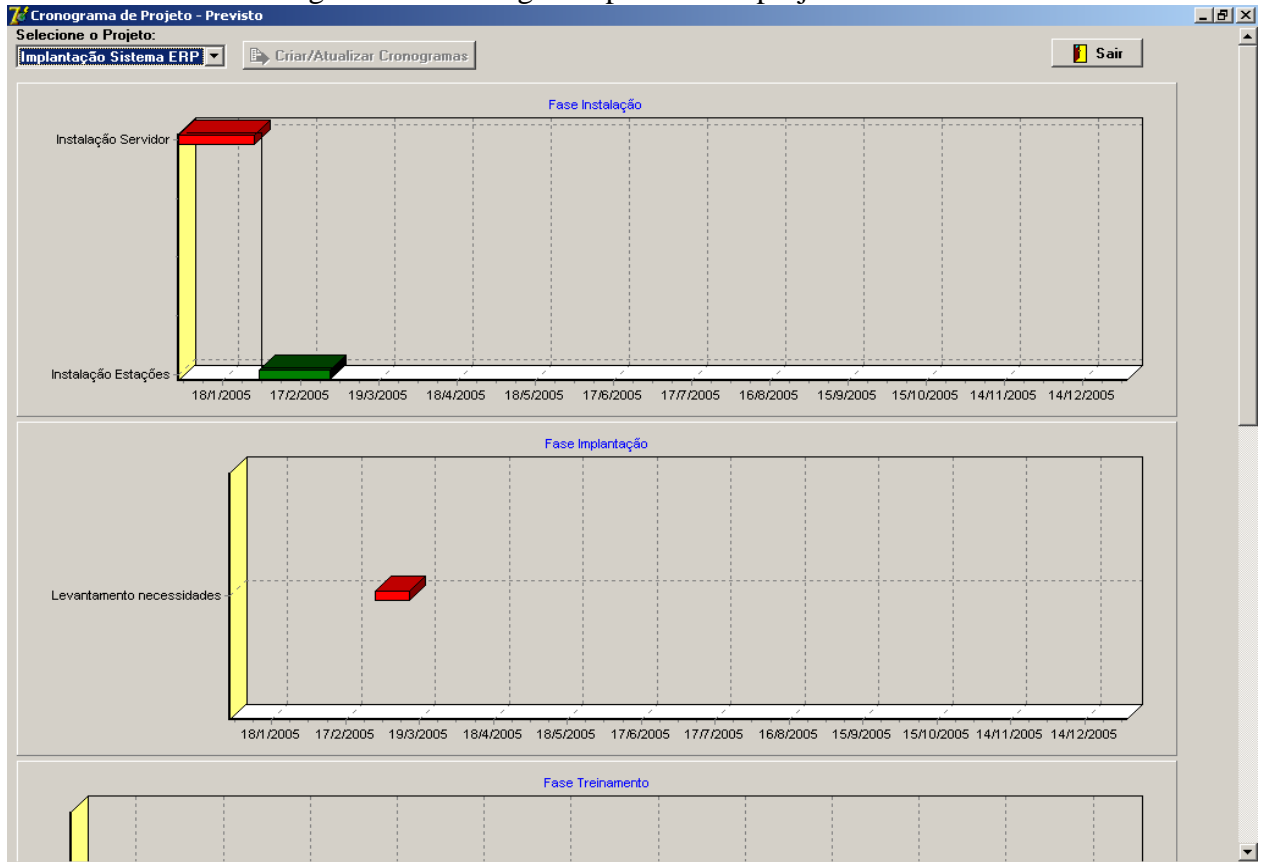 Cronograma de Projeto - Previsto
Selecione o Projeto:
Implantação Sistema ERP
Criar/Atualizar Cronogramas
Sair
Fase Instalação
Instalação Servidor
Instalação Estações
18/1/2005 17/2/2005 19/3/2005 18/4/2005 18/5/2005 17/6/2005 17/7/2005 16/8/2005 15/9/2005 15/10/2005 14/11/2005 14/12/2005
Fase Implantação
Levantamento necessidades
18/1/2005 17/2/2005 19/3/2005 18/4/2005 18/5/2005 17/6/2005 17/7/2005 16/8/2005 15/9/2005 15/10/2005 14/11/2005 14/12/2005
Fase Treinamento